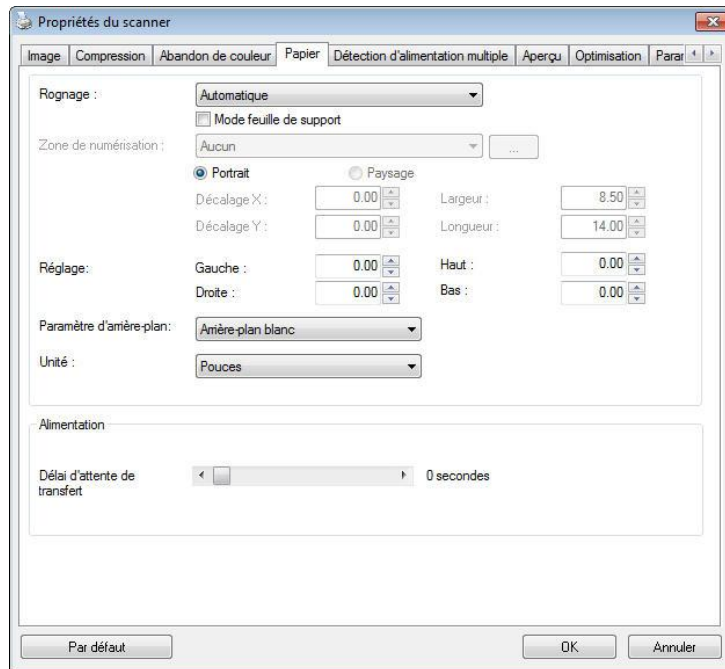 Propriétés du scanner
Image Compression Abandon de couleur Papier Détection d'alimentation multiple Aperçu Optimisation
Rognage : Automatique
Mode feuille de support
Zone de numérisation : Aucun ...
Portrait Paysage
Décalage X : 0.00 Largeur : 8.50
Décalage Y : 0.00 Longueur : 14.00
Réglage: Gauche : 0.00 Haut : 0.00
Droite : 0.00 Bas : 0.00
Paramètre d'arrière-plan: Arrière-plan blanc
Unité : Pouces
Alimentation
Délai d'attente de
transfert
0 secondes
Par défaut OK Annuler